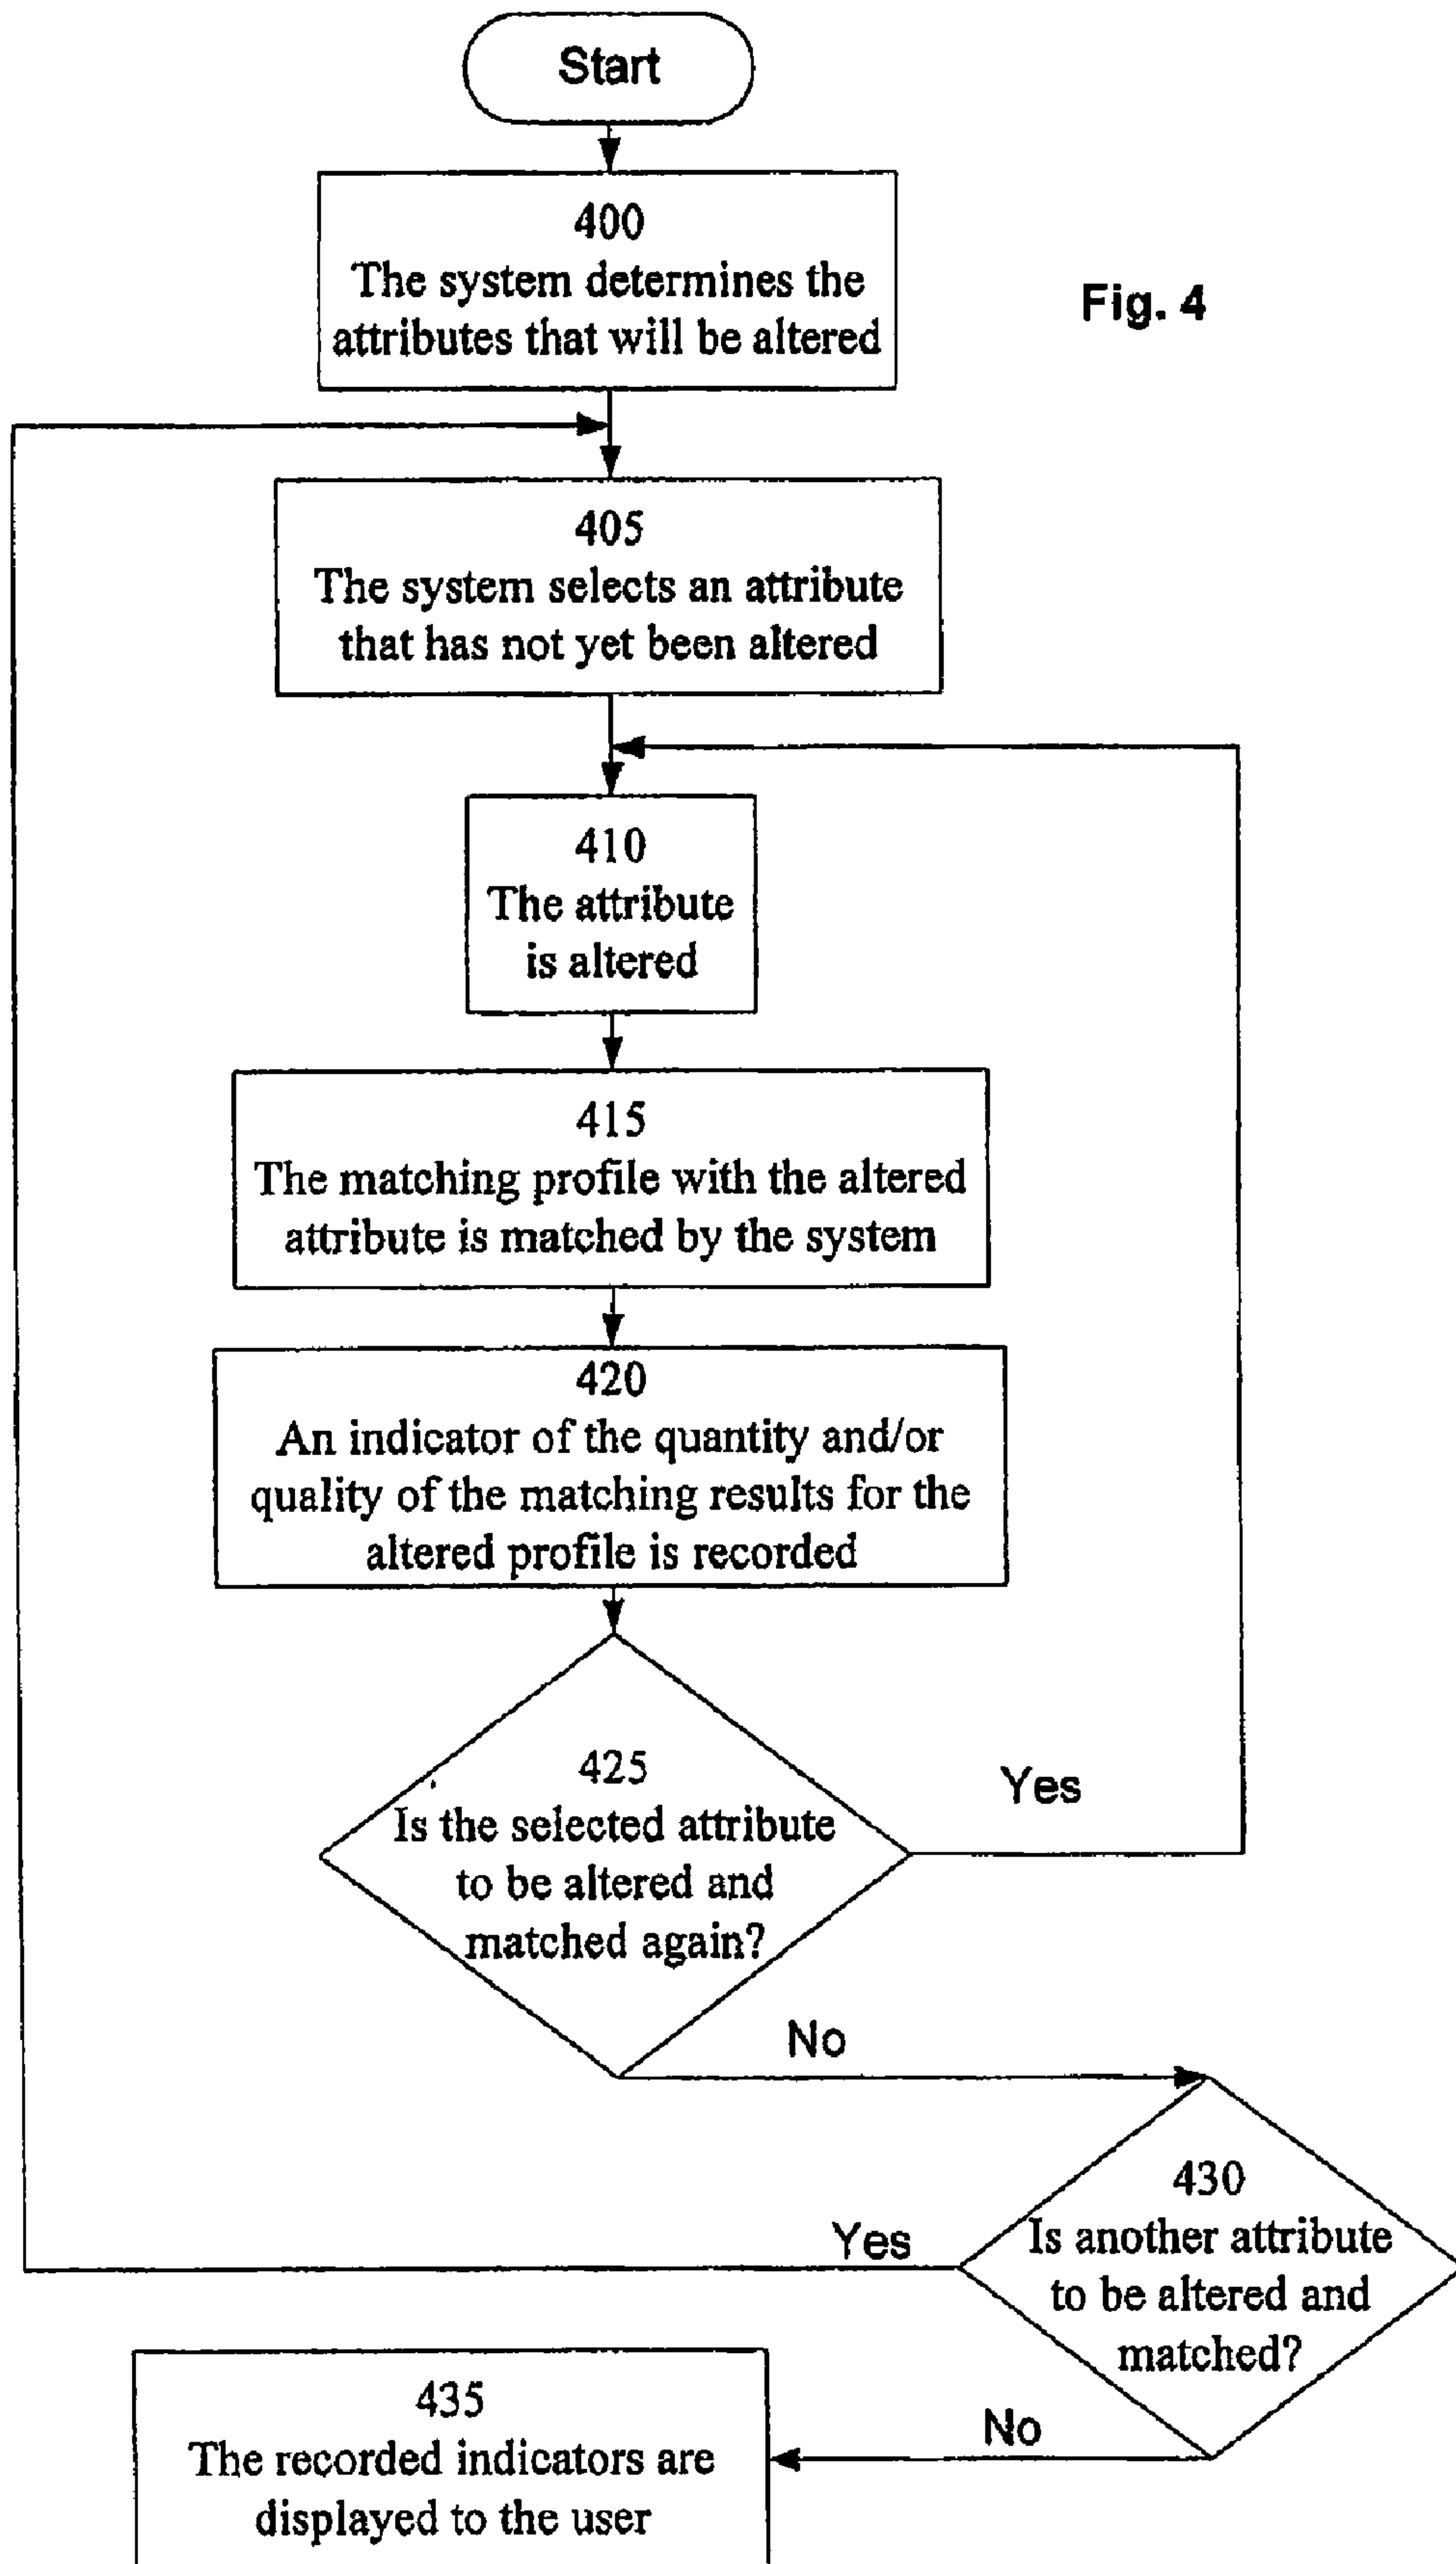 Start
400
The system determines the
attributes that will be altered
Fig. 4
405
The system selects an attribute
that has not yet been altered
410
The attribute
is altered
415
The matching profile with the altered
attribute is matched by the system
420
An indicator of the quantity and/or
quality of the matching results for the
altered profile is recorded
425
Is the selected attribute
to be altered and
matched again?
Yes
No
430
Is another attribute
to be altered and
matched?
Yes
No
435
The recorded indicators are
displayed to the user